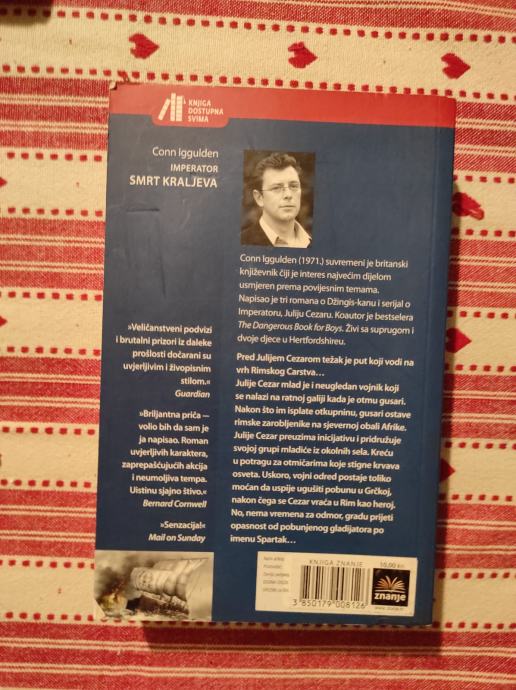 KNJIGA
DOSTUPNA
SVIMA
Conn Iggulden
IMPERATOR
SMRT KRALJEVA
Conn Iggulden (1971.) suvremeni je britanski
književnik čiji je interes najvećim dijelom
usmjeren prema povijesnim temama.
Napisao je tri romana o Džingis-kanu i serijal o
Imperatoru, Juliju Cezaru. Koautor je bestselera
The Dangerous Book for Boys. Živi sa suprugom i
dvoje djece u Hertfordshireu.
»Veličanstveni podvizi
i brutalni prizori iz daleke
prošlosti dočarani su
uvjerljivim i živopisnim
stilom.«
Guardian
»Briljantna priča —
volio bih da sam je
ja napisao. Roman
uvjerljivih karaktera,
zaprepašćujućih akcija
i neumoljiva tempa.
Uistinu sjajno štivo.«
Bernard Cornwell
»Senzacija!«
Mail on Sunday
Pred Julijem Cezarom težak je put koji vodi na
vrh Rimskog Carstva…
Julije Cezar mlad je i neugledan vojnik koji
se nalazi na ratnoj galiji kada je otmu gusari.
Nakon što im isplate otkupninu, gusari ostave
rimske zarobljenike na sjevernoj obali Afrike.
Julije Cezar preuzima inicijativu i pridružuje
svojoj grupi mladiće iz okolnih sela. Kreću
u potragu za otmičarima koje stigne krvava
osveta. Uskoro, vojni odred postaje toliko
moćan da uspije ugušiti pobunu u Grčkoj,
nakon čega se Cezar vraća u Rim kao heroj.
No, nema vremena za odmor, gradu prijeti
opasnost od pobunjenog gladijatora po
imenu Spartak…
KNJIGA ZNANJE
10,00 Kn
3 850179 008126
znanje